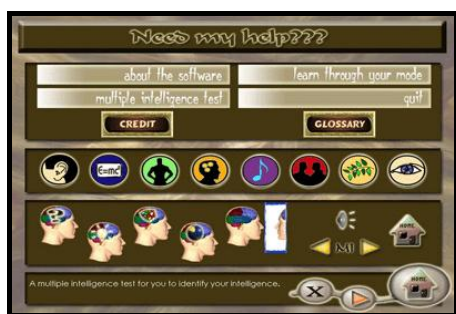 Need my help???
about the software
learn through your mode
multiple intelligence test
quit
CREDIT
GLOSSARY
E=mc²
HOME
A multiple intelligence test for you to identify your intelligence.
X
HOME